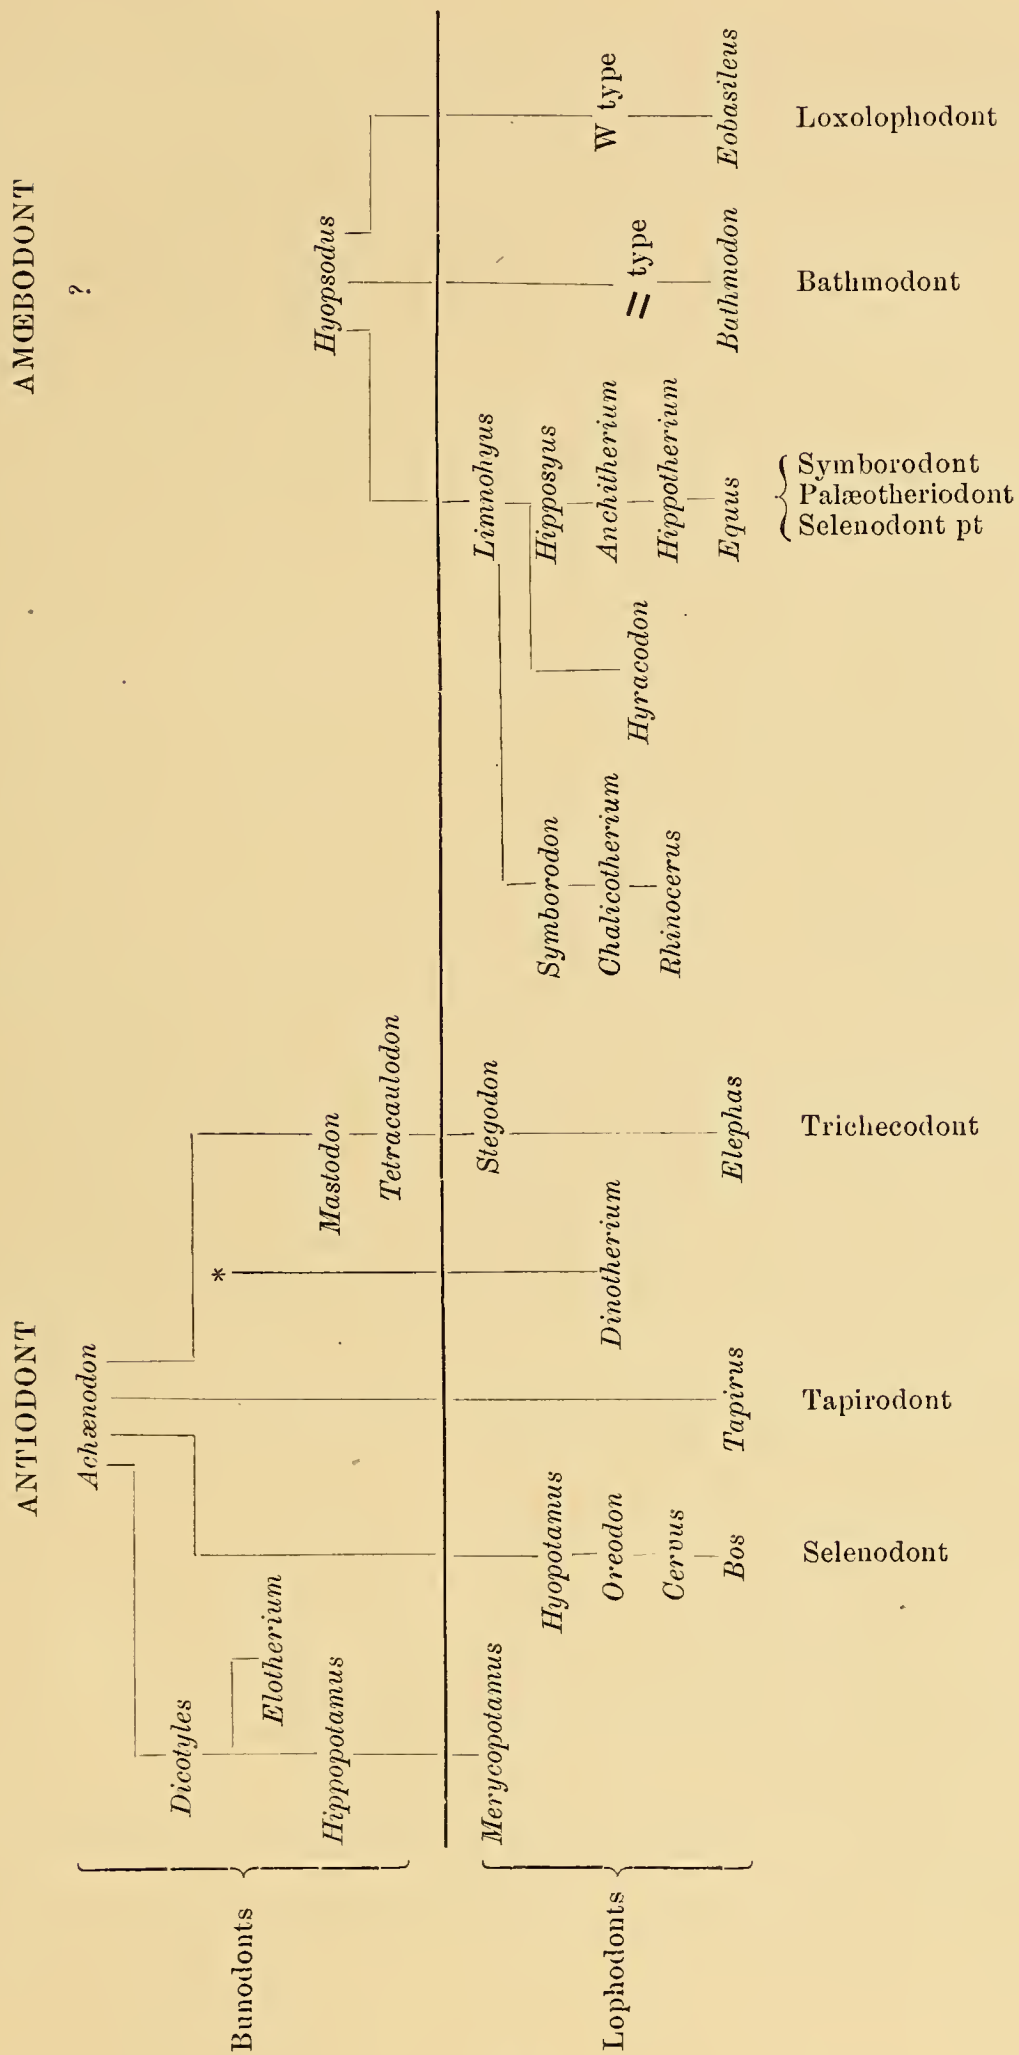 ANTIODONT
AMŒBODONT
?
Achænodon
Dicotyles
*
Elotherium
Hippopotamus
Mastodon
Hyopsodus
Tetracaulodon
Bunodonts
Merycopotamus
Stegodon
Limnohyus
Hyopotamus
Symborodon
Hipposyus
Oreodon
Dinotherium
Chalicotherium
Hyracodon
Anchitherium
= type
W type
Cervus
Rhinocerus
Hippotherium
Bos
Tapirus
Elephas
Equus
Bathmodon
Eobasileus
Lophodonts
Selenodont
Tapirodont
Trichecodont
Symborodont
Palæotheriodont
Selenodont pt
Bathmodont
Loxolophodont